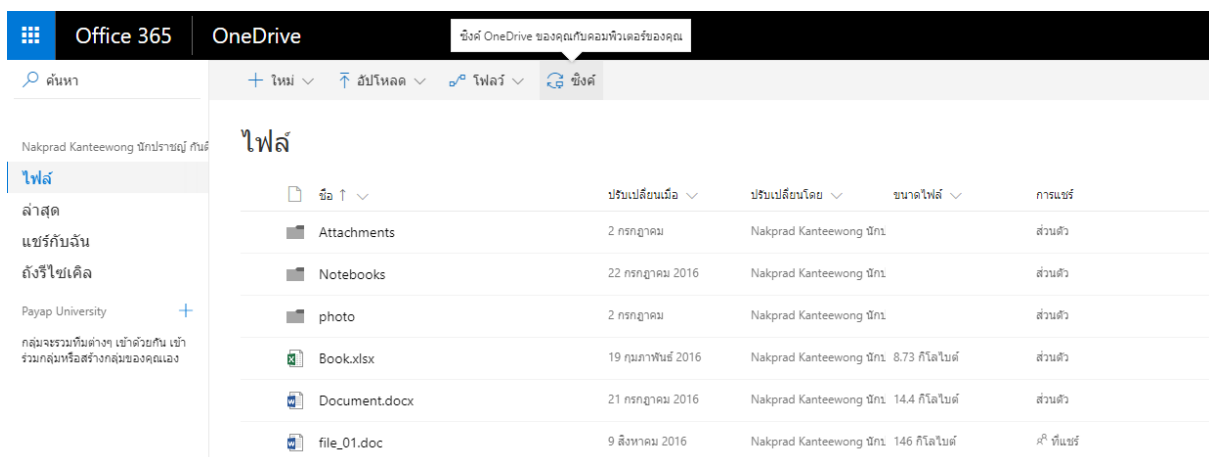 Office 365 OneDrive
ซิงค์ OneDrive ของคุณกับคอมพิวเตอร์ของคุณ
ค้นหา
ใหม่ อัปโหลด โฟลว์ ซิงค์
Nakprad Kanteewong นักปราชญ์ กันตี
ไฟล์
ล่าสุด
แชร์กับฉัน
ถังรีไซเคิล
Payap University
กลุ่มจะรวมทีมต่างๆ เข้าด้วยกัน เข้า
ร่วมกลุ่มหรือสร้างกลุ่มของคุณเอง
ไฟล์
ชื่อ ปรับเปลี่ยนเมื่อ ปรับเปลี่ยนโดย ขนาดไฟล์ การแชร์
Attachments 2 กรกฎาคม Nakprad Kanteewong นักป ส่วนตัว
Notebooks 22 กรกฎาคม 2016 Nakprad Kanteewong นักป ส่วนตัว
photo 2 กรกฎาคม Nakprad Kanteewong นักป ส่วนตัว
Book.xlsx 19 กุมภาพันธ์ 2016 Nakprad Kanteewong นักป 8.73 กิโลไบต์ ส่วนตัว
Document.docx 21 กรกฎาคม 2016 Nakprad Kanteewong นักป 14.4 กิโลไบต์ ส่วนตัว
file_01.doc 9 สิงหาคม 2016 Nakprad Kanteewong นักป 146 กิโลไบต์ ที่แชร์